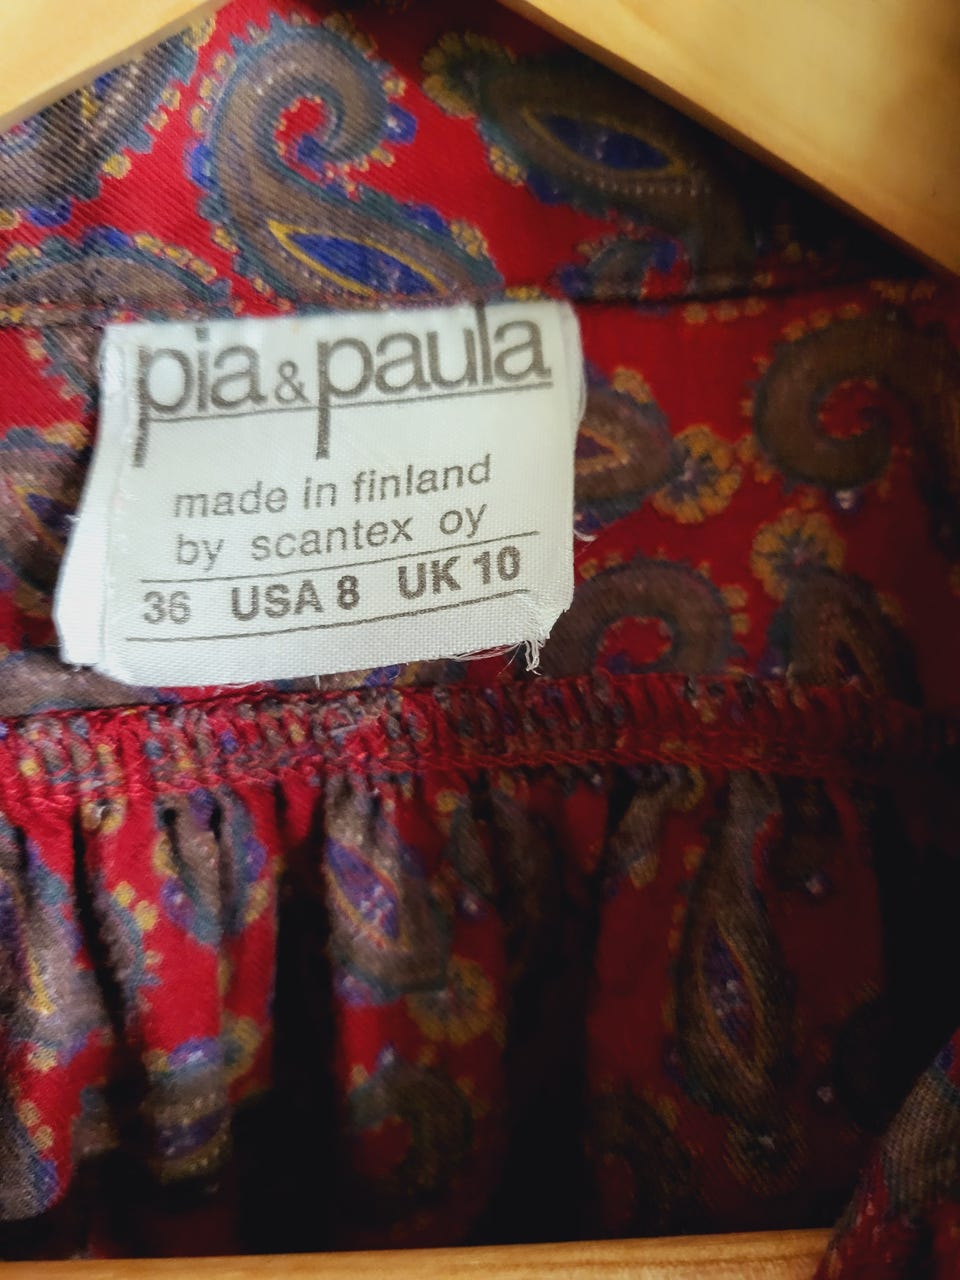 pia & paula
made in finland
by scantex oy
36 USA 8 UK 10